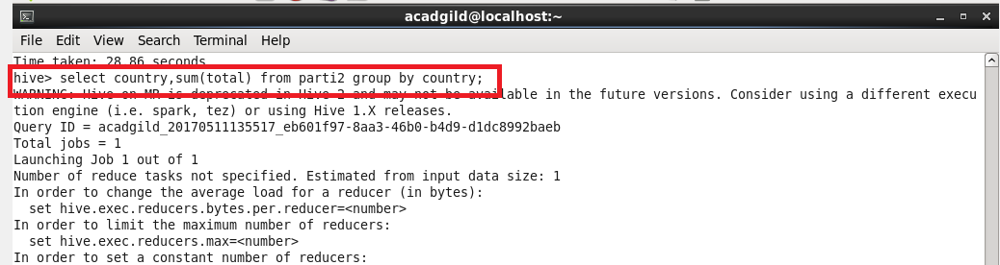 acadgild@localhost:~
File Edit View Search Terminal Help
Time taken: 28.86 seconds
hive> select country,sum(total) from parti2 group by country;
WARNING: Hive-on-MR is deprecated in Hive 2 and may not be available in the future versions. Consider using a different execu
tion engine (i.e. spark, tez) or using Hive 1.X releases.
Query ID = acadgild_20170511135517_eb601f97-8aa3-46b0-b4d9-d1dc8992baeb
Total jobs = 1
Launching Job 1 out of 1
Number of reduce tasks not specified. Estimated from input data size: 1
In order to change the average load for a reducer (in bytes):
  set hive.exec.reducers.bytes.per.reducer=<number>
In order to limit the maximum number of reducers:
  set hive.exec.reducers.max=<number>
In order to set a constant number of reducers: